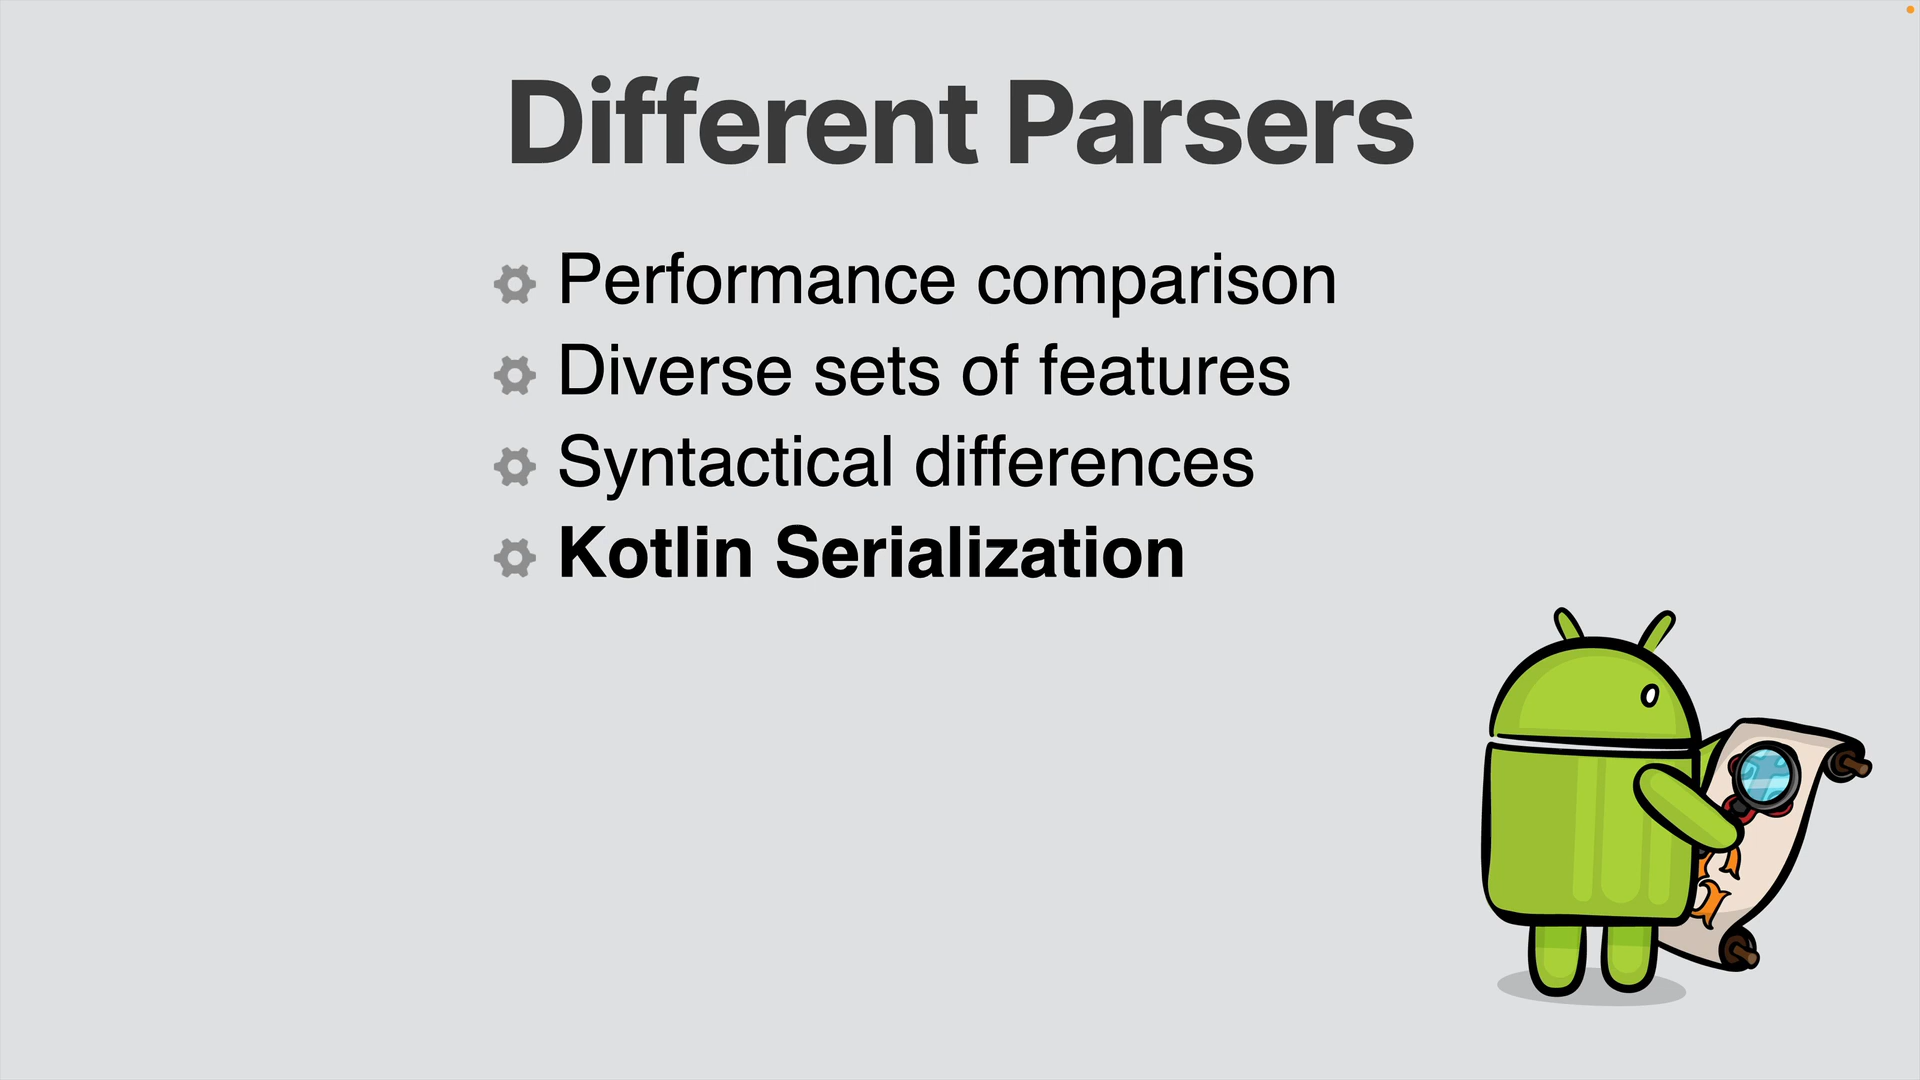 Different Parsers
Performance comparison
Diverse sets of features
Syntactical differences
Kotlin Serialization